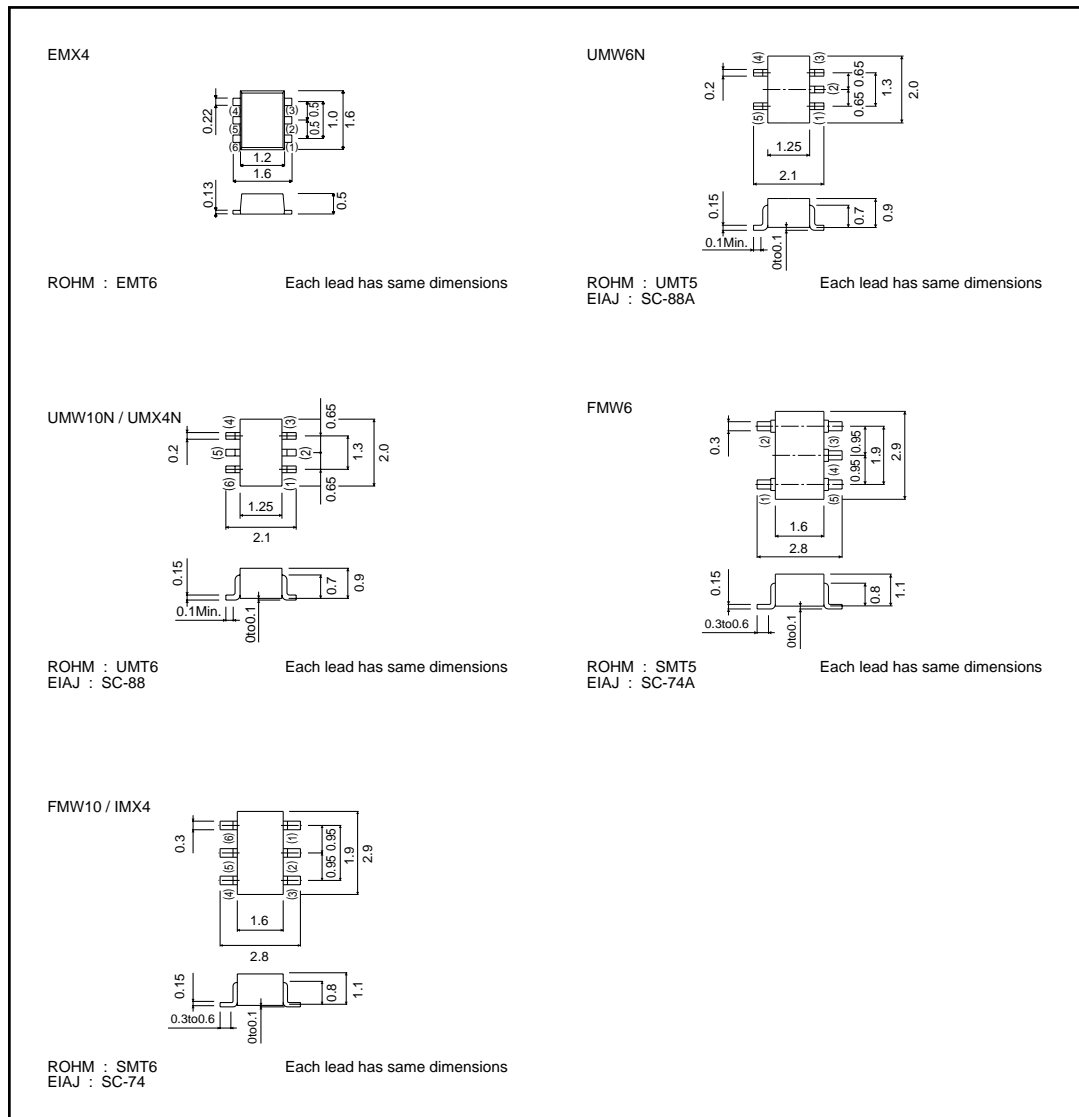 EMX4
0.22
(4)
(3)
(5)
(2)
(6)
(1)
0.5
0.5
1.0
1.6
1.2
1.6
0.13
0.5
ROHM : EMT6
Each lead has same dimensions
UMW6N
(4)
(3)
0.2
(2)
(5)
(1)
0.65
0.65
1.3
2.0
1.25
2.1
0.15
0.1Min.
0to0.1
0.7
0.9
ROHM : UMT5
EIAJ : SC-88A
Each lead has same dimensions
UMW10N / UMX4N
(4)
(3)
0.65
0.2
(5)
(2)
1.3
2.0
(6)
(1)
0.65
1.25
2.1
0.15
0.1Min.
0to0.1
0.7
0.9
ROHM : UMT6
EIAJ : SC-88
Each lead has same dimensions
FMW6
0.3
(2)
(3)
(4)
(1)
(5)
0.95
0.95
1.9
2.9
1.6
2.8
0.15
0.3to0.6
0to0.1
0.8
1.1
ROHM : SMT5
EIAJ : SC-74A
Each lead has same dimensions
FMW10 / IMX4
0.3
(6)
(1)
(5)
(2)
(4)
(3)
0.95
0.95
1.9
2.9
1.6
2.8
0.15
0.3to0.6
0to0.1
0.8
1.1
ROHM : SMT6
EIAJ : SC-74
Each lead has same dimensions